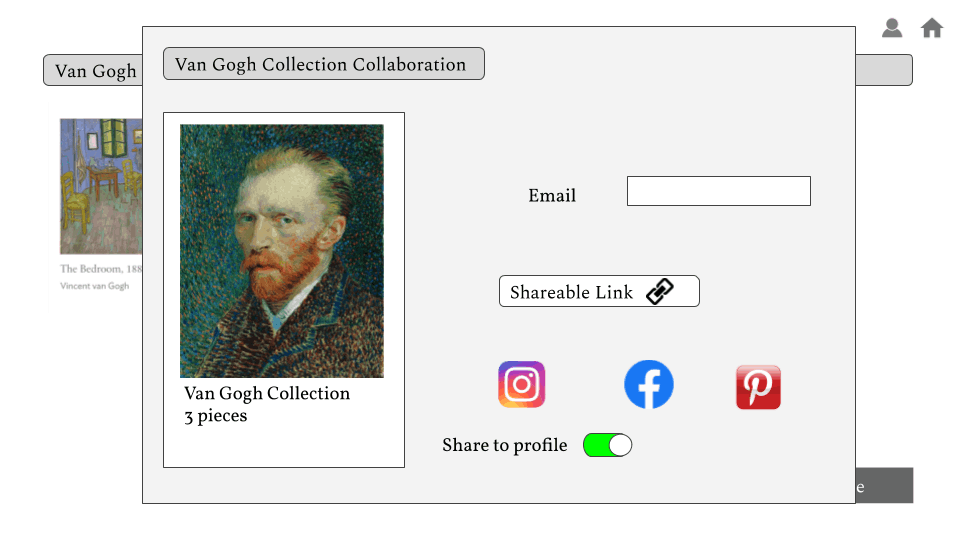 Van Gogh Collection Collaboration
Van Gogh
The Bedroom, 188
Vincent van Gogh
Email
Shareable Link
Van Gogh Collection
3 pieces
Share to profile
e